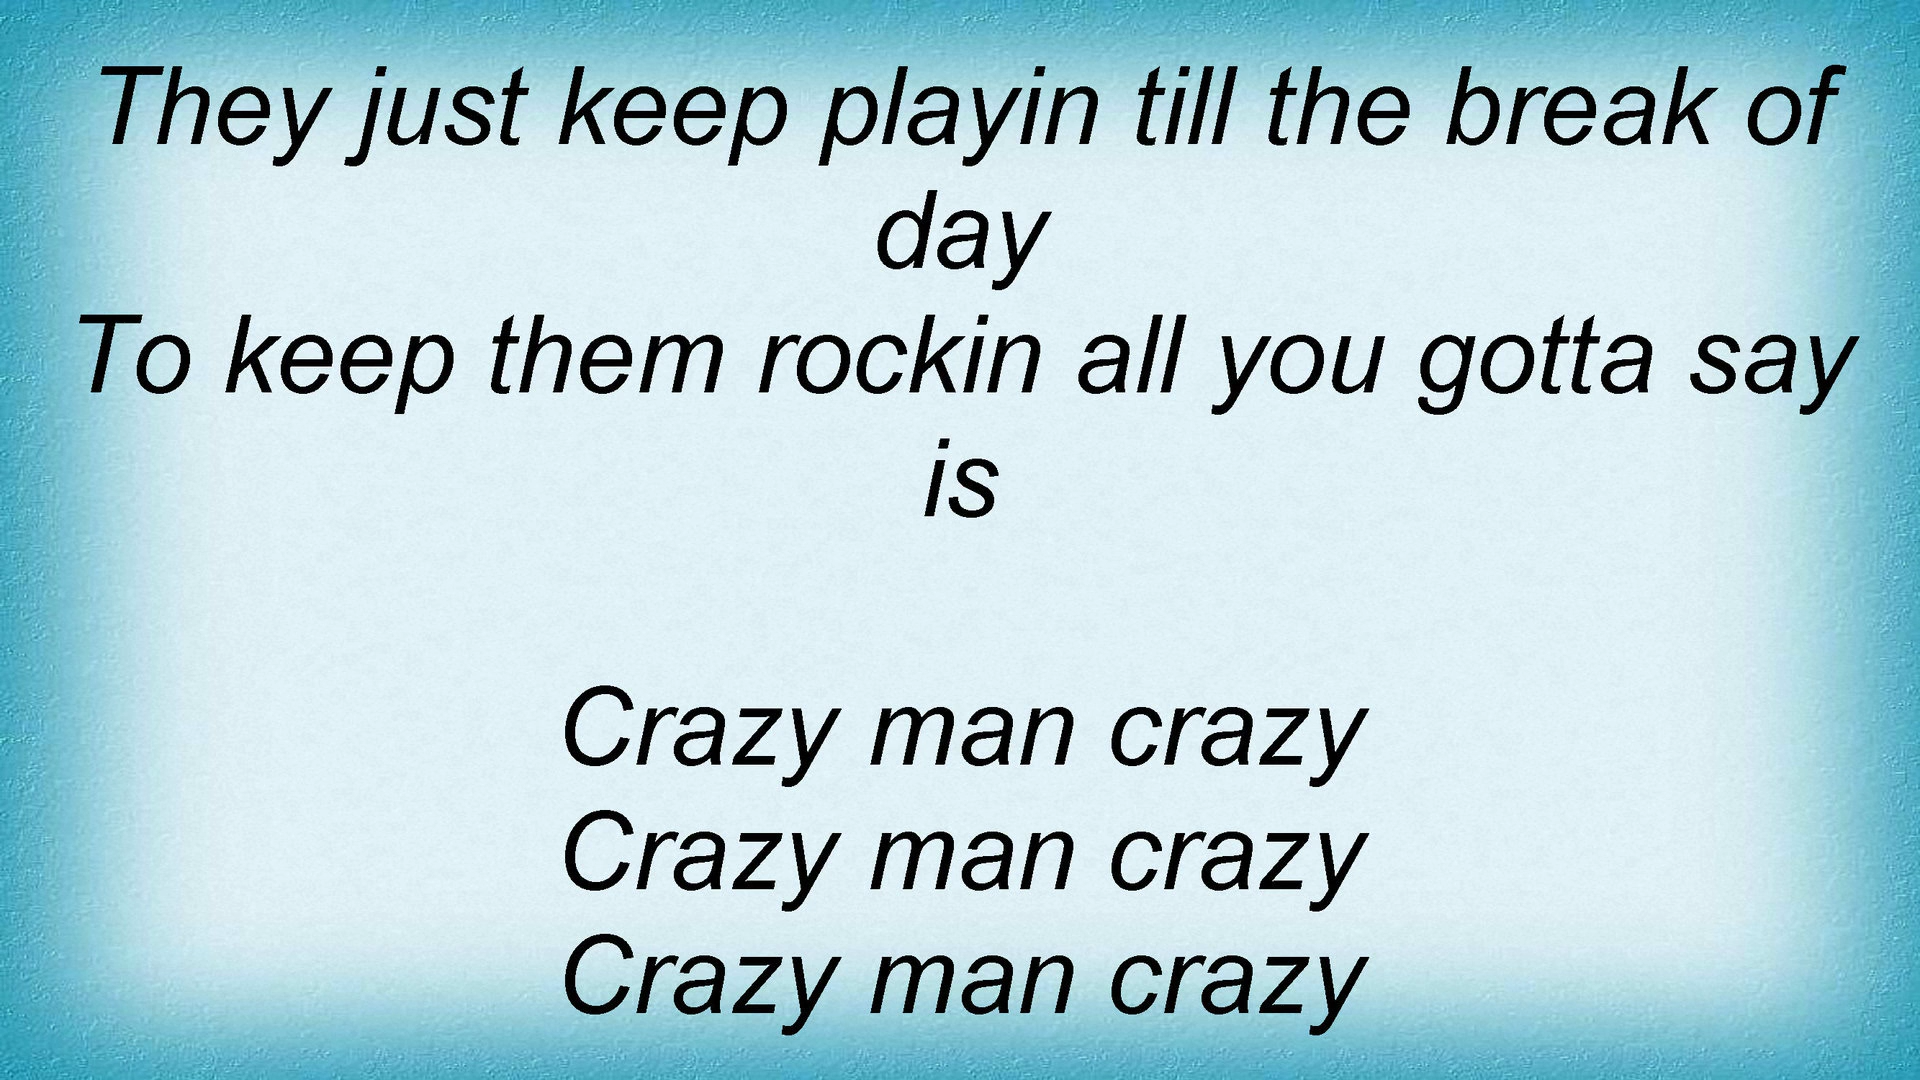 They just keep playin till the break of
day
To keep them rockin all you gotta say
is
Crazy man crazy
Crazy man crazy
Crazy man crazy